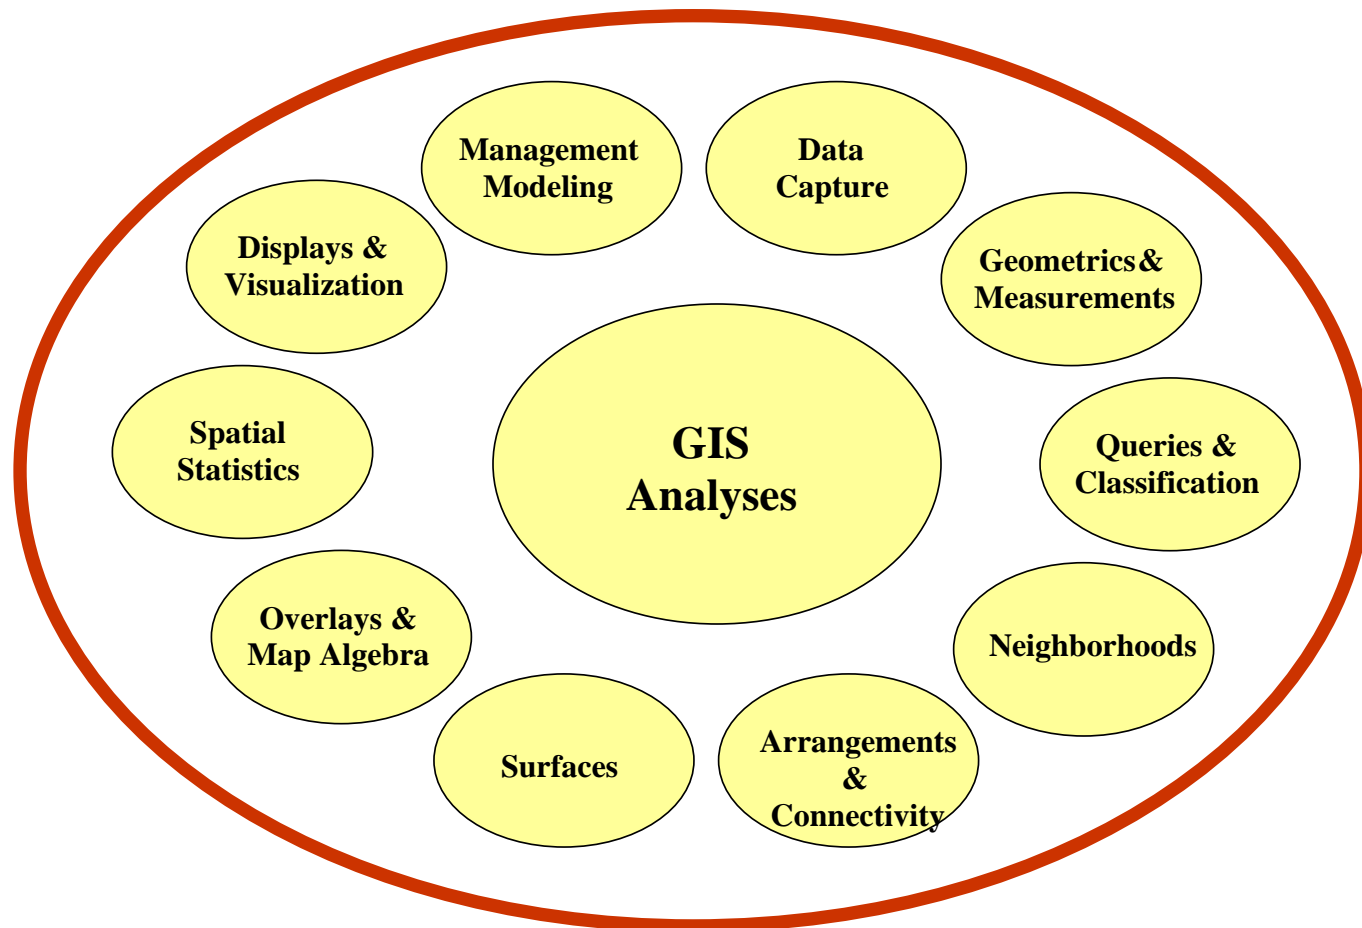 Management
Modeling
Data
Capture
Displays &
Visualization
Geometrics&
Measurements
Spatial
Statistics
GIS
Analyses
Queries &
Classification
Overlays &
Map Algebra
Neighborhoods
Surfaces
Arrangements
&
Connectivity